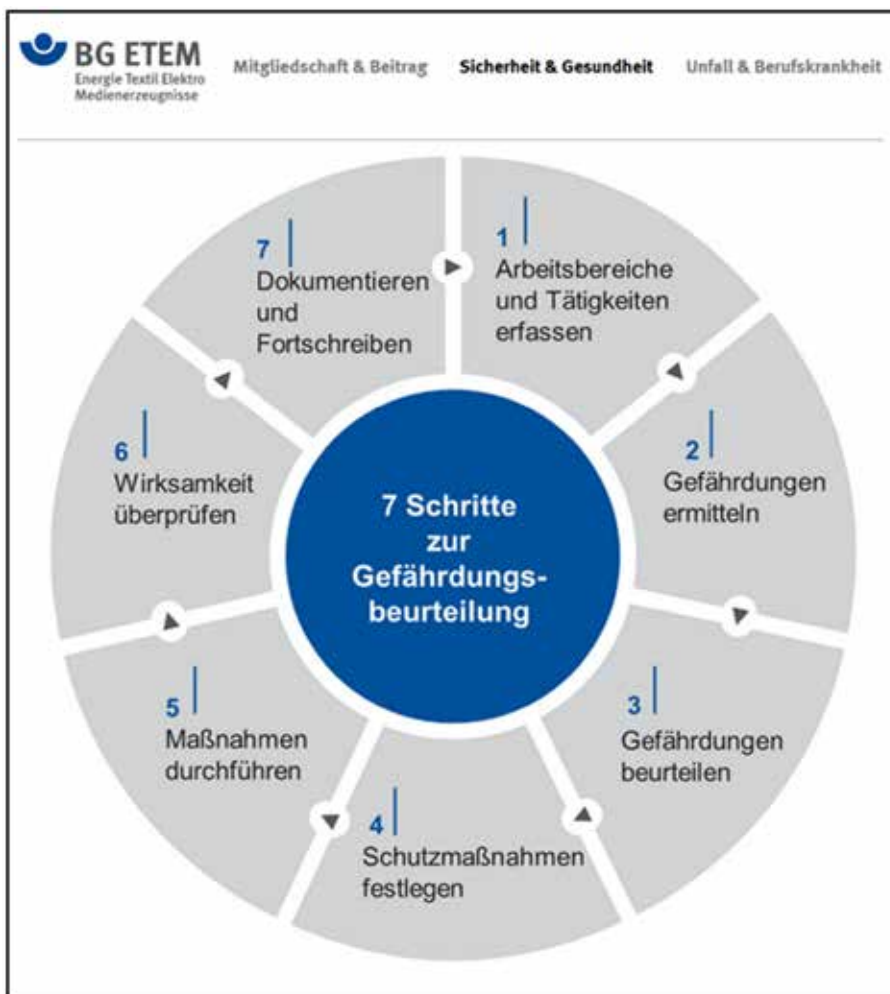 BG ETEM
Energie Textil Elektro
Medienerzeugnisse
Mitgliedschaft & Beitrag
Sicherheit & Gesundheit
Unfall & Berufskrankheit
7 Schritte
zur
Gefährdungs-
beurteilung
1
Arbeitsbereiche
und Tätigkeiten
erfassen
2
Gefährdungen
ermitteln
3
Gefährdungen
beurteilen
4
Schutzmaßnahmen
festlegen
5
Maßnahmen
durchführen
6
Wirksamkeit
überprüfen
7
Dokumentieren
und
Fortschreiben